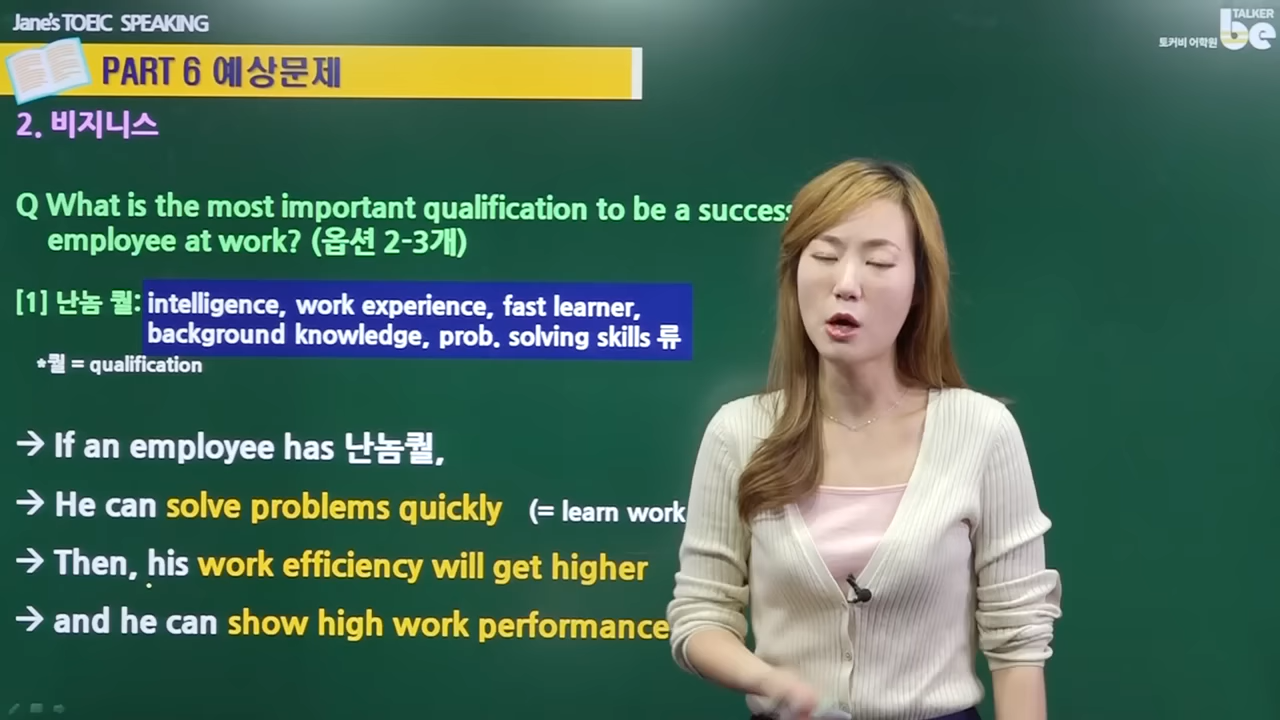 Jane's TOEIC SPEAKING
TALKER
be
토커비 어학원
PART 6 예상문제
2. 비지니스
Q What is the most important qualification to be a
employee at work? (옵션 2-3개)
[1] 난놈 퀄:
intelligence, work experience, fast learner,
background knowledge, prob. solving skills 류
*퀄 = qualification
→ If an employee has 난놈퀄,
→ He can solve problems quickly (= learn work
→ Then, his work efficiency will get higher
→ and he can show high work performance